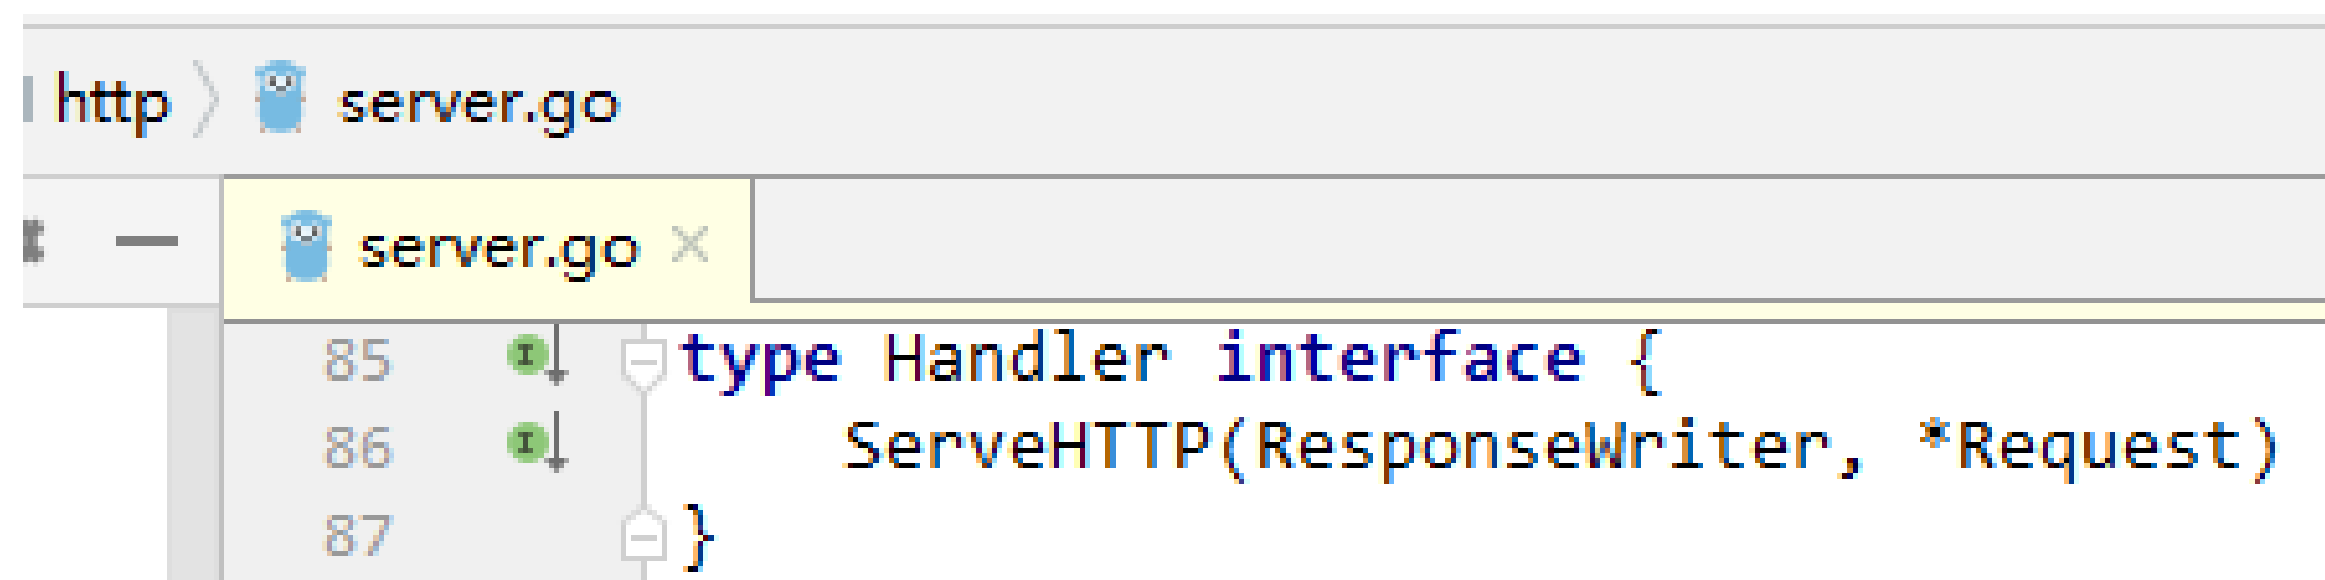 http server.go
server.go
85 type Handler interface {
86 ServeHTTP(ResponseWriter, *Request)
87 }